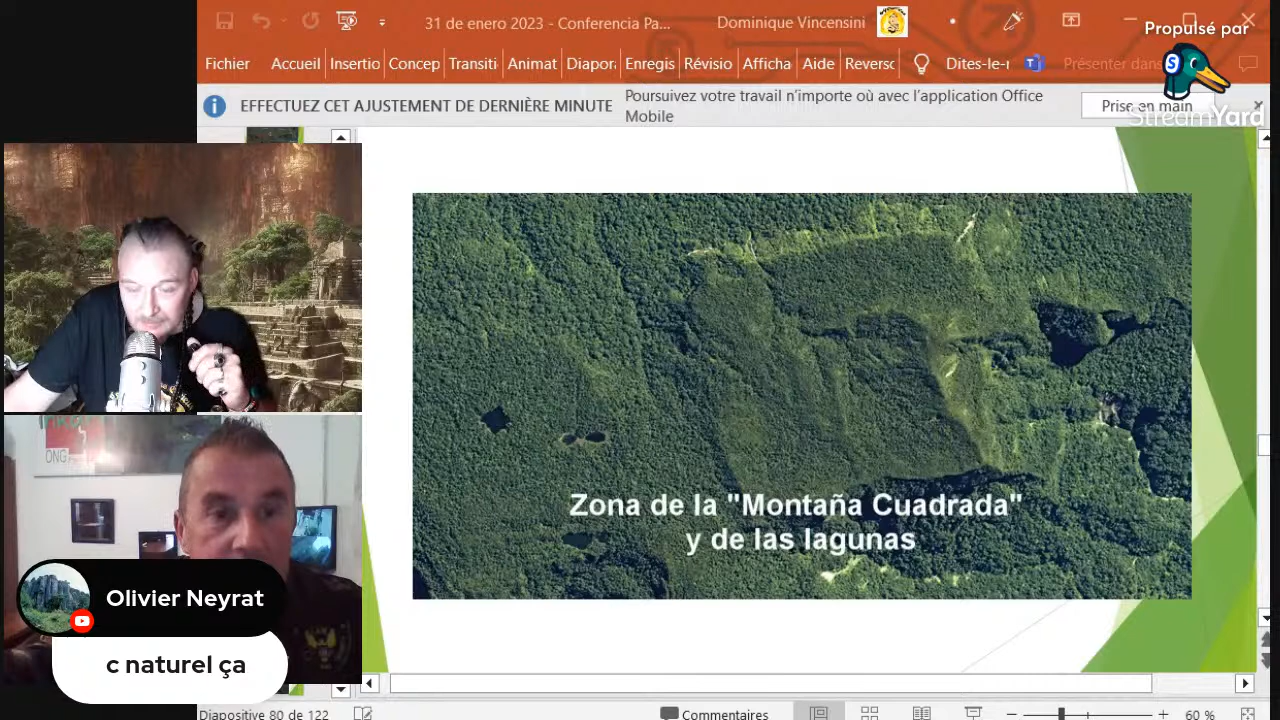 31 de enero 2023 - Conferencia Pa...
Dominique Vincensini
Propulsé par
StreamYard
Fichier
Accueil
Insertio
Concep
Transiti
Animat
Diapora
Enregis
Révisio
Afficha
Aide
Reverso
Dites-le-r
Présenter dans
EFFECTUEZ CET AJUSTEMENT DE DERNIÈRE MINUTE
Poursuivez votre travail n'importe où avec l'application Office
Mobile
Prise en main
ONG
Zona de la "Montaña Cuadrada"
y de las lagunas
Olivier Neyrat
c naturel ça
Diapositive 80 de 122
Commentaires
60 %